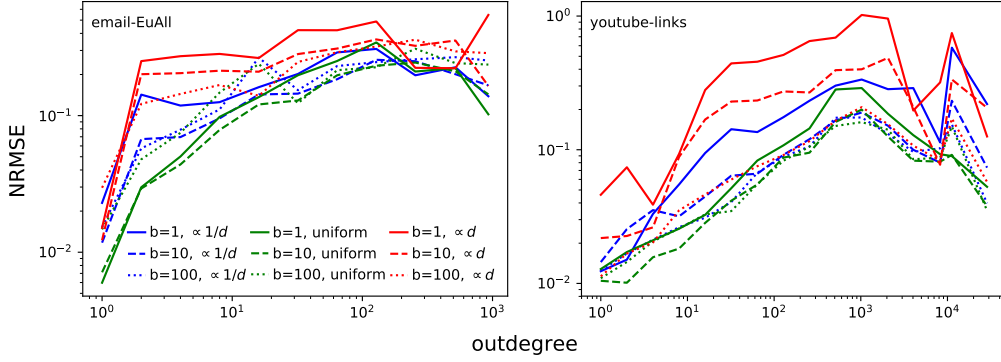 email-EuAll
youtube-links
NRMSE
10⁻¹
10⁻²
10⁰
10⁻¹
10⁻²
b=1, ∝1/d
b=1, uniform
b=1, ∝d
b=10, ∝1/d
b=10, uniform
b=10, ∝d
b=100, ∝1/d
b=100, uniform
b=100, ∝d
10⁰
10¹
10²
10³
10⁰
10¹
10²
10³
10⁴
outdegree